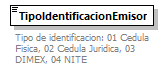 TipoIdentificacionEmisor
Tipo de identificacion: 01 Cedula
Fisica, 02 Cedula Juridica, 03
DIMEX, 04 NITE